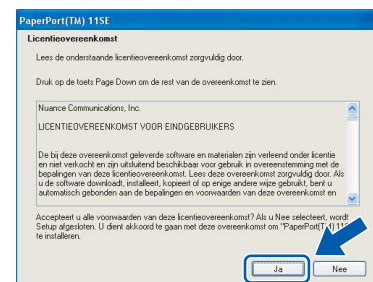 PaperPort(TM) 11SE
Licentieovereenkomst
Lees de onderstaande licentieovereenkomst zorgvuldig door.
Druk op de toets Page Down om de rest van de overeenkomst te zien.
Nuance Communications, Inc.
LICENTIEOVEREENKOMST VOOR EINDGEBRUIKERS
De bij deze overeenkomst geleverde software en materialen zijn verleend onder licentie
en niet verkocht en zijn uitsluitend beschikbaar voor gebruik in overeenstemming met de
bepalingen van deze licentieovereenkomst. Lees deze overeenkomst zorgvuldig door. Als
u de software downloadt, installeert, kopieert of op enige andere wijze gebruikt, bent u
automatisch gebonden aan de bepalingen en voorwaarden van deze overeenkomst en
Accepteert u alle voorwaarden van deze licentieovereenkomst? Als u Nee selecteert, wordt
Setup afgesloten. U dient akkoord te gaan met deze overeenkomst om "PaperPort(TM) 11S
te installeren.
Ja
Nee